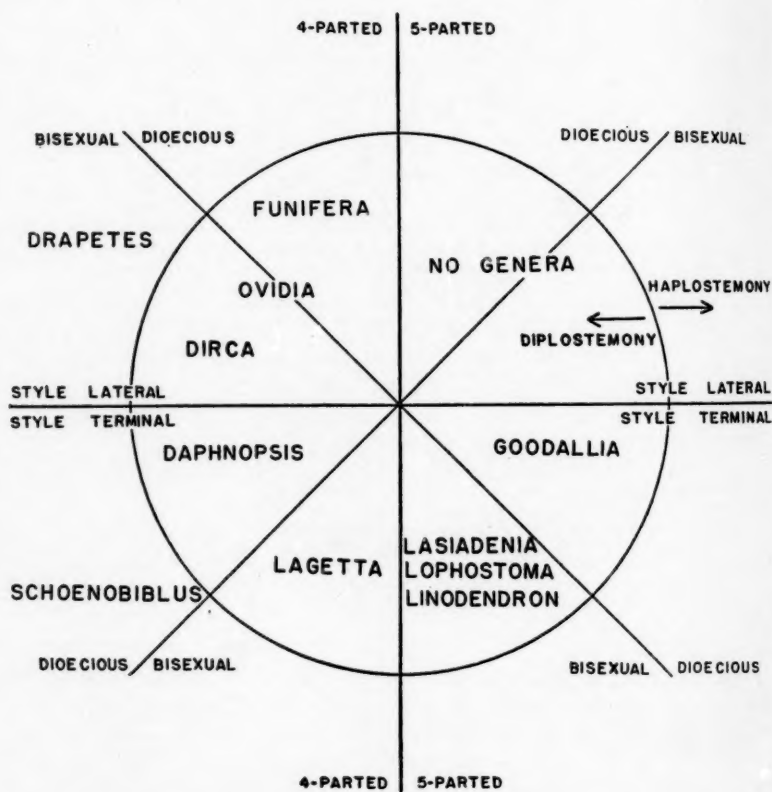 4-PARTED 5-PARTED
BISEXUAL DIOECIOUS DIOECIOUS BISEXUAL
FUNIFERA
DRAPETES
NO GENERA
OVIDIA HAPLOSTEMONY
DIRCA DIPLOSTEMONY
STYLE LATERAL STYLE LATERAL
STYLE TERMINAL STYLE TERMINAL
DAPHNOPSIS GOODALLIA
LASIADENIA
LAGETTA LOPHOSTOMA
SCHOENOBIBLUS LINODENDRON
DIOECIOUS BISEXUAL BISEXUAL DIOECIOUS
4-PARTED 5-PARTED